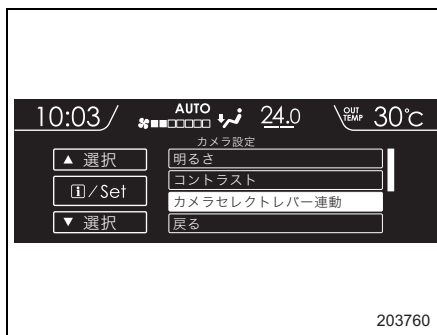 10:03 AUTO 24.0 OUT TEMP 30℃
カメラ設定
▲ 選択
明るさ
i/Set
コントラスト
カメラセレクトレバー連動
▼ 選択
戻る
203760